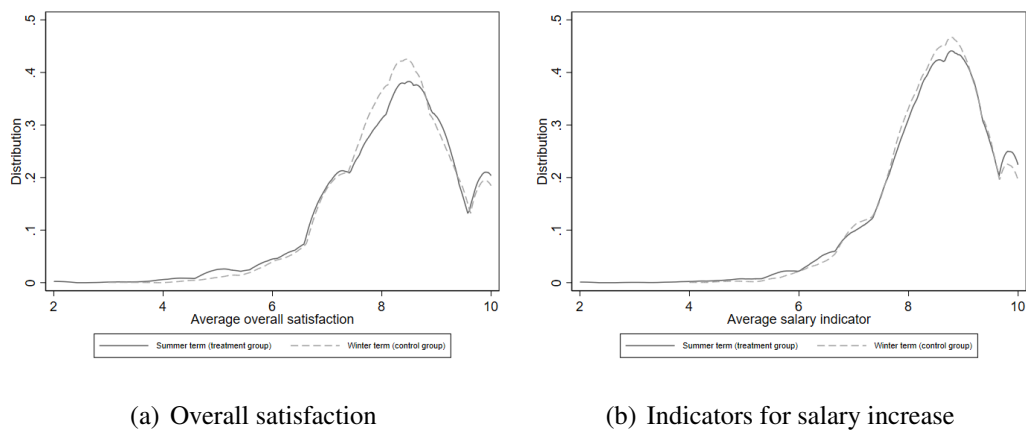 .5
.4
.3
.2
.1
0
Distribution
2 4 6 8 10
Average overall satisfaction
Summer term (treatment group) Winter term (control group)
(a) Overall satisfaction
.5
.4
.3
.2
.1
0
Distribution
2 4 6 8 10
Average salary indicator
Summer term (treatment group) Winter term (control group)
(b) Indicators for salary increase